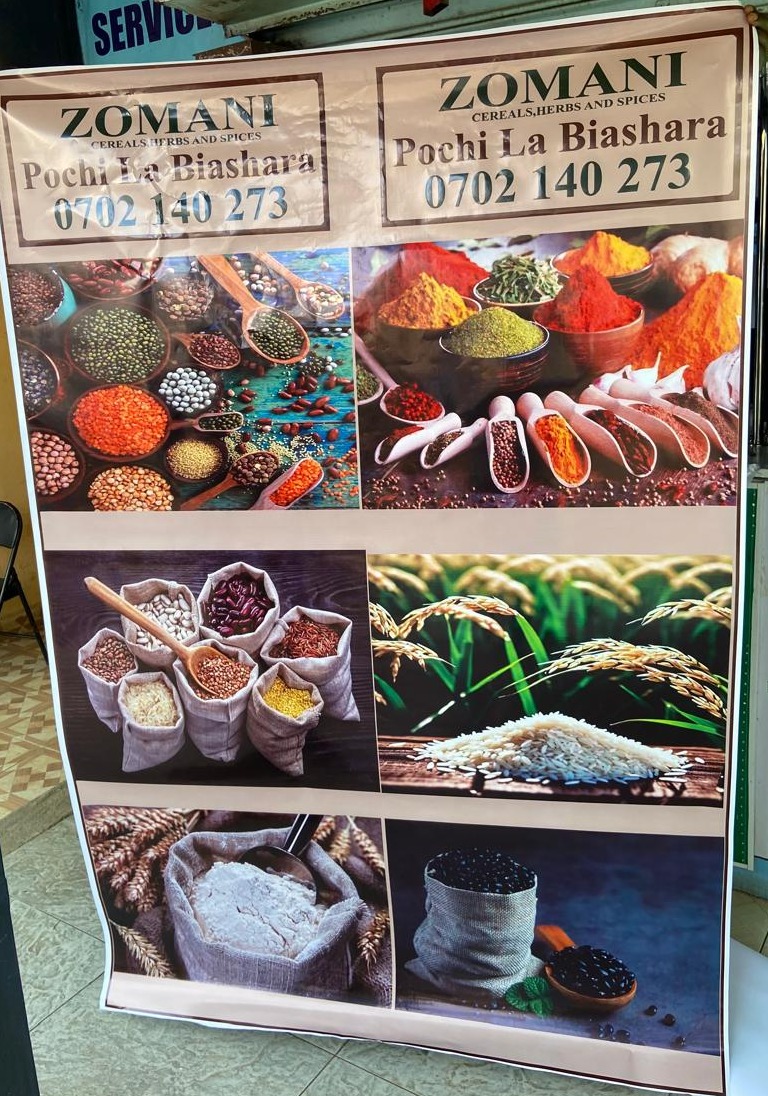 ZOMANI
CEREALS,HERBS AND SPICES
Pochi La Biashara
0702 140 273
ZOMANI
CEREALS,HERBS AND SPICES
Pochi La Biashara
0702 140 273